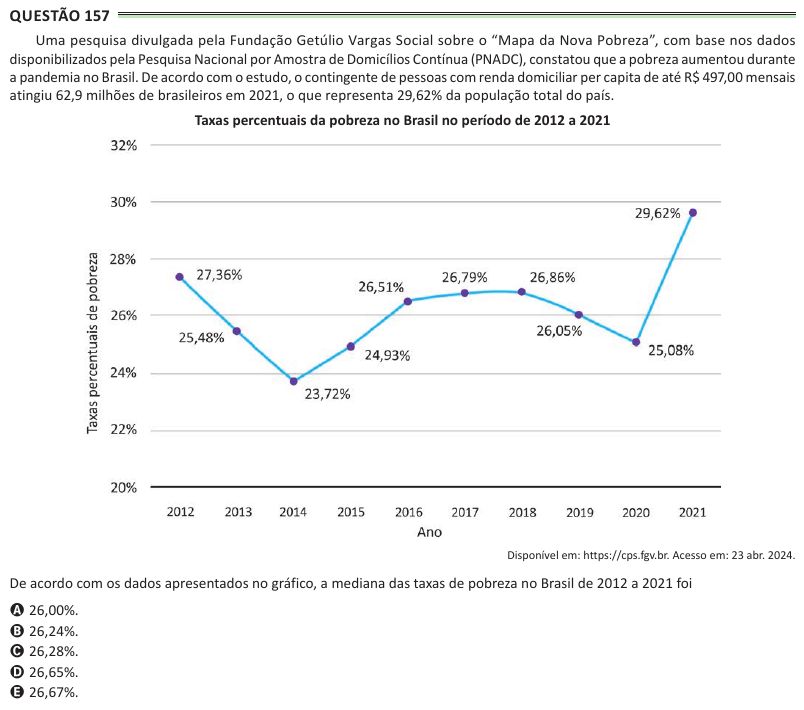 QUESTÃO 157
Uma pesquisa divulgada pela Fundação Getúlio Vargas Social sobre o “Mapa da Nova Pobreza”, com base nos dados
disponibilizados pela Pesquisa Nacional por Amostra de Domicílios Contínua (PNADC), constatou que a pobreza aumentou durante
a pandemia no Brasil. De acordo com o estudo, o contingente de pessoas com renda domiciliar per capita de até R$ 497,00 mensais
atingiu 62,9 milhões de brasileiros em 2021, o que representa 29,62% da população total do país.
Taxas percentuais da pobreza no Brasil no período de 2012 a 2021
Taxas percentuais de pobreza
32%
30%
28%
26%
24%
22%
20%
27,36%
25,48%
23,72%
24,93%
26,51%
26,79%
26,86%
26,05%
25,08%
29,62%
2012 2013 2014 2015 2016 2017 2018 2019 2020 2021
Ano
Disponível em: https://cps.fgv.br. Acesso em: 23 abr. 2024.
De acordo com os dados apresentados no gráfico, a mediana das taxas de pobreza no Brasil de 2012 a 2021 foi
A 26,00%.
B 26,24%.
C 26,28%.
D 26,65%.
E 26,67%.